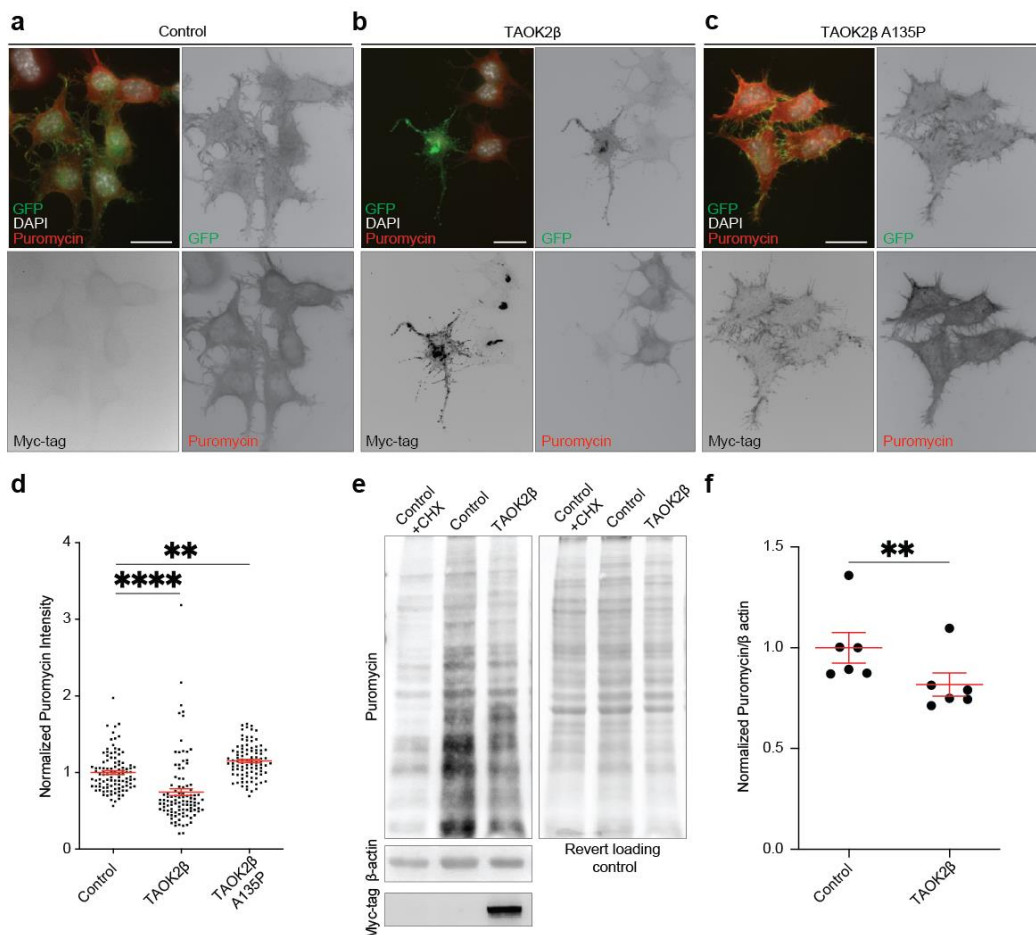 a
Control
GFP
DAPI
Puromycin
GFP
Myc-tag
Puromycin
b
TAOK2β
GFP
DAPI
Puromycin
GFP
Myc-tag
Puromycin
c
TAOK2β A135P
GFP
DAPI
Puromycin
GFP
Myc-tag
Puromycin
d
Normalized Puromycin Intensity
4
3
2
1
0
**
****
Control
TAOK2β
TAOK2β
A135P
e
Control
+CHX
Control
TAOK2β
Control
+CHX
Control
TAOK2β
Puromycin
β-actin
Myc-tag
Revert loading
control
f
Normalized Puromycin/β actin
1.5
1.0
0.5
0.0
**
Control
TAOK2β